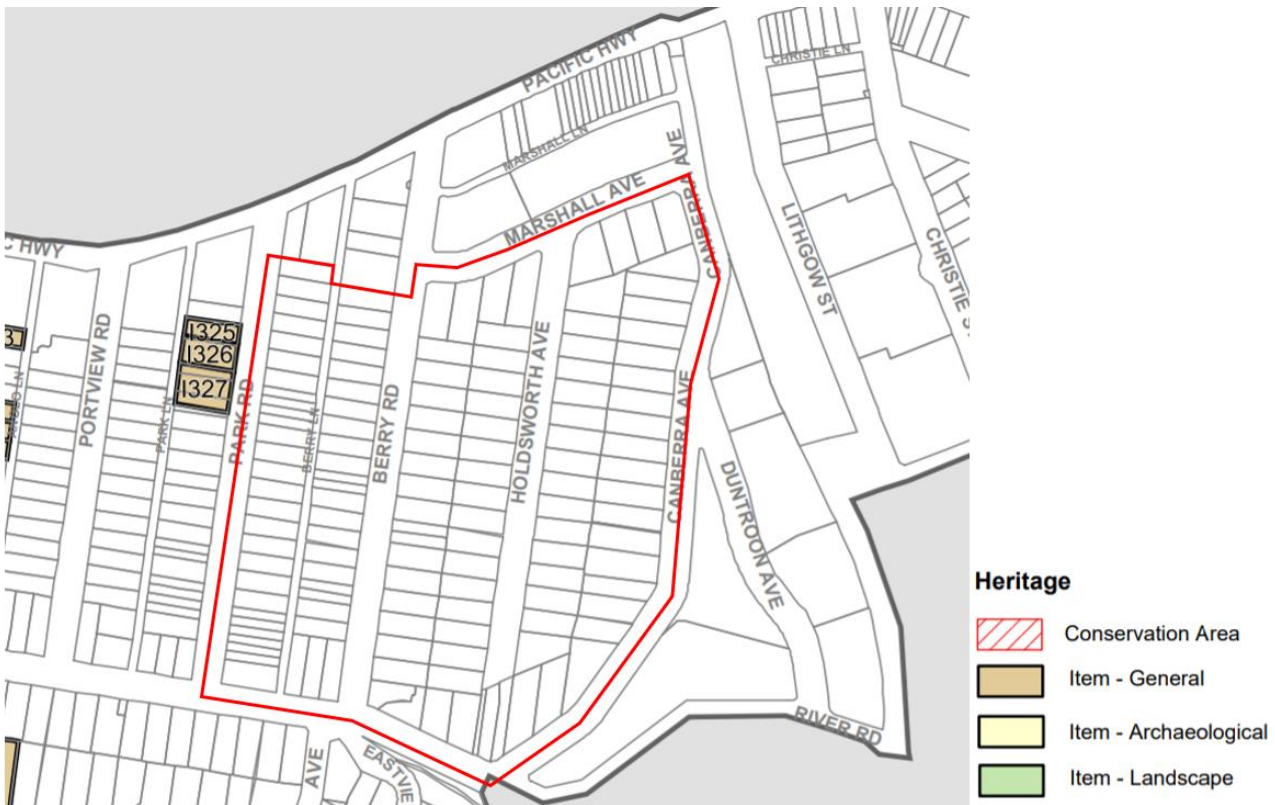 PACIFIC HWY
CHRISTIE LN
MARSHALL LN
MARSHALL AVE
CANBERRA AVE
LITHGOW ST
CHRISTIE S
C HWY
I325
I326
I327
3
PORTVIEW RD
PARK LN
PARK RD
BERRY LN
BERRY RD
HOLDSWORTH AVE
CANBERRA AVE
DUNTROON AVE
RIVER RD
AVE
EASTVIE
Heritage
Conservation Area
Item - General
Item - Archaeological
Item - Landscape